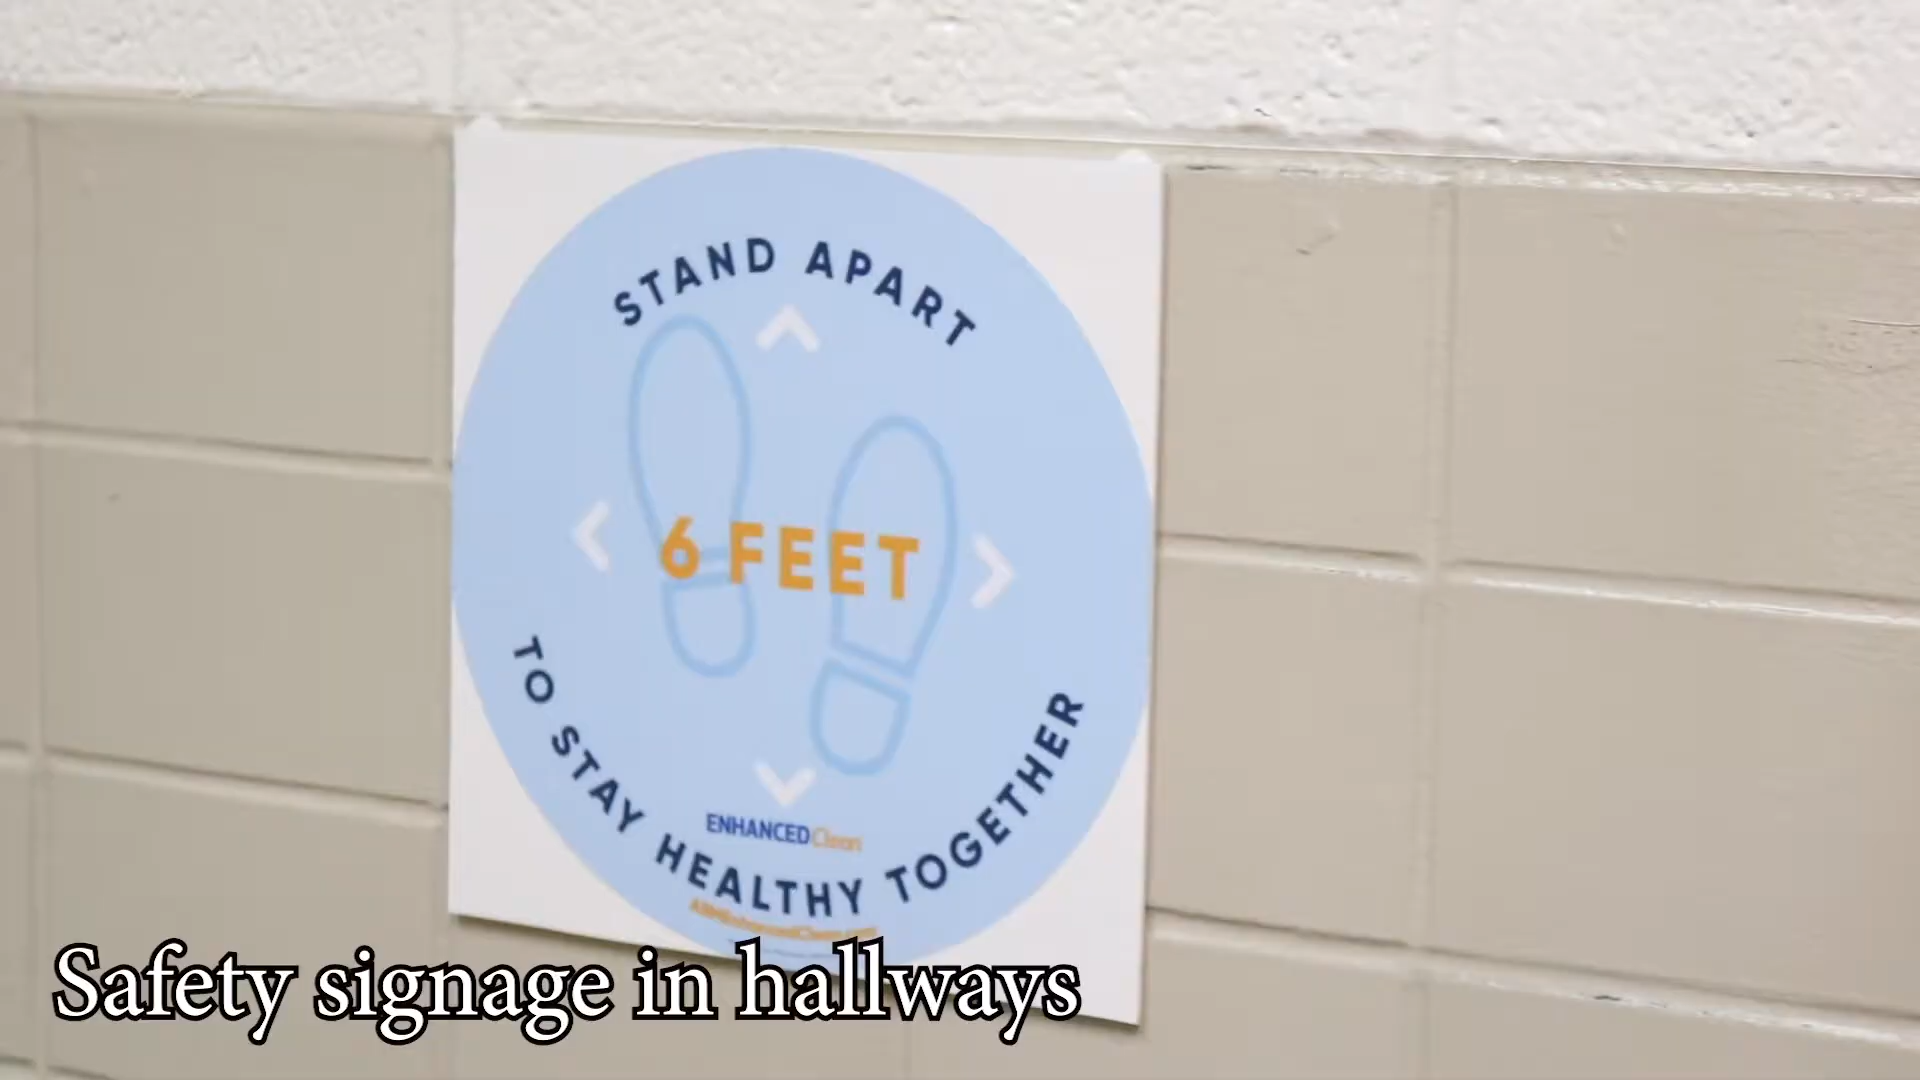 STAND APART
6 FEET
ENHANCEDClean
TO STAY HEALTHY TOGETHER
Safety signage in hallways